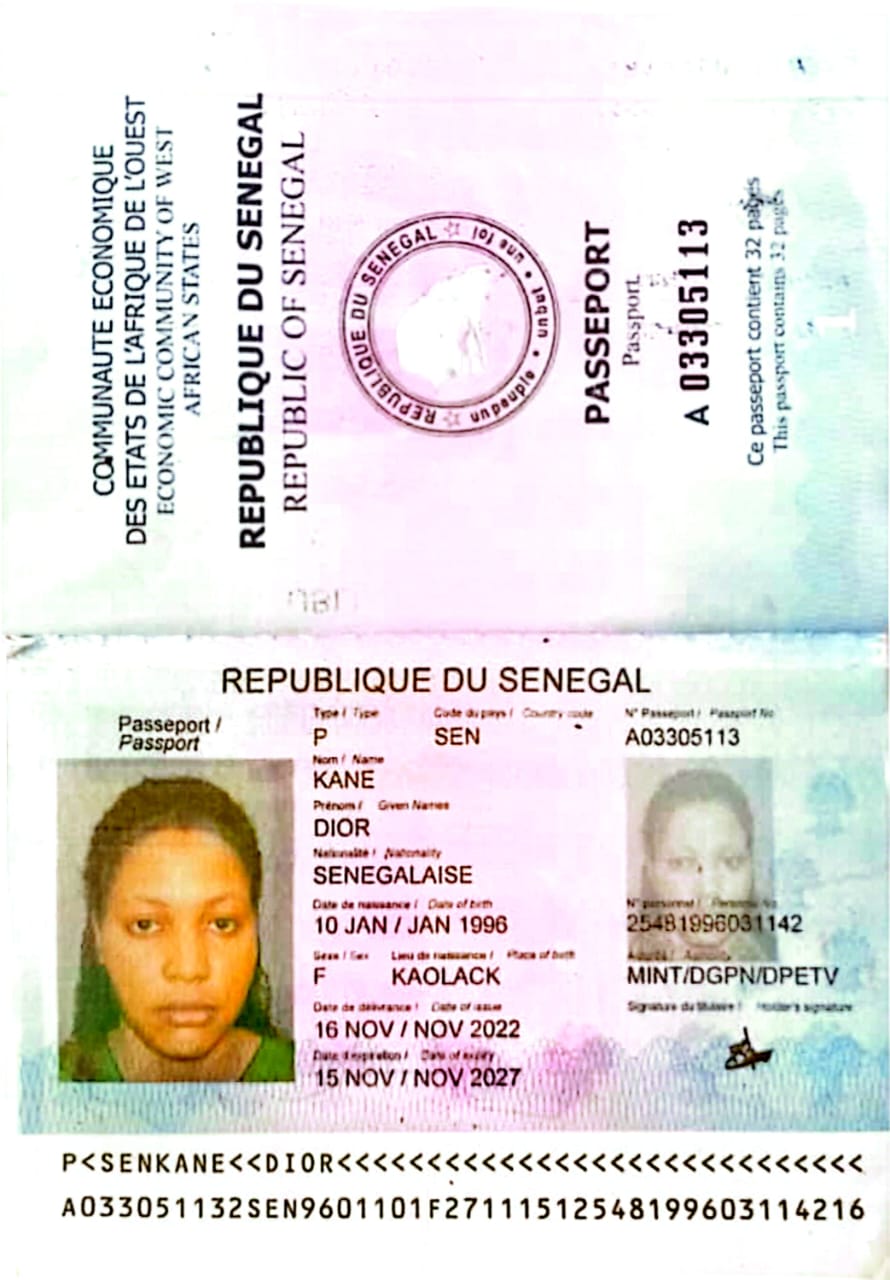 COMMUNAUTE ECONOMIQUE
DES ETATS DE L'AFRIQUE DE L'OUEST
ECONOMIC COMMUNITY OF WEST
AFRICAN STATES
REPUBLIQUE DU SENEGAL
REPUBLIC OF SENEGAL
REPUBLIQUE DU SENEGAL
un peuple • un but • une foi
PASSEPORT
Passport
A 03305113
Ce passeport contient 32 pages
This passport contains 32 pages
1
REPUBLIQUE DU SENEGAL
Passeport /
Passport
Type / Type
Code du pays / Country code
N° Passeport / Passport No
P
SEN
A03305113
Nom / Name
KANE
Prénom / Given Names
DIOR
Nationalité / Nationality
SENEGALAISE
Date de naissance / Date of birth
N° personnel / Personal No
10 JAN / JAN 1996
25481996031142
Sexe / Sex
Lieu de naissance / Place of birth
Autorité / Authority
F
KAOLACK
MINT/DGPN/DPETV
Date de délivrance / Date of issue
Signature du titulaire / Holder's signature
16 NOV / NOV 2022
Date d'expiration / Date of expiry
15 NOV / NOV 2027
P<SENKANE<<DIOR<<<<<<<<<<<<<<<<<<<<<<<<<<<<<
A033051132SEN9601101F27111512548199603114216